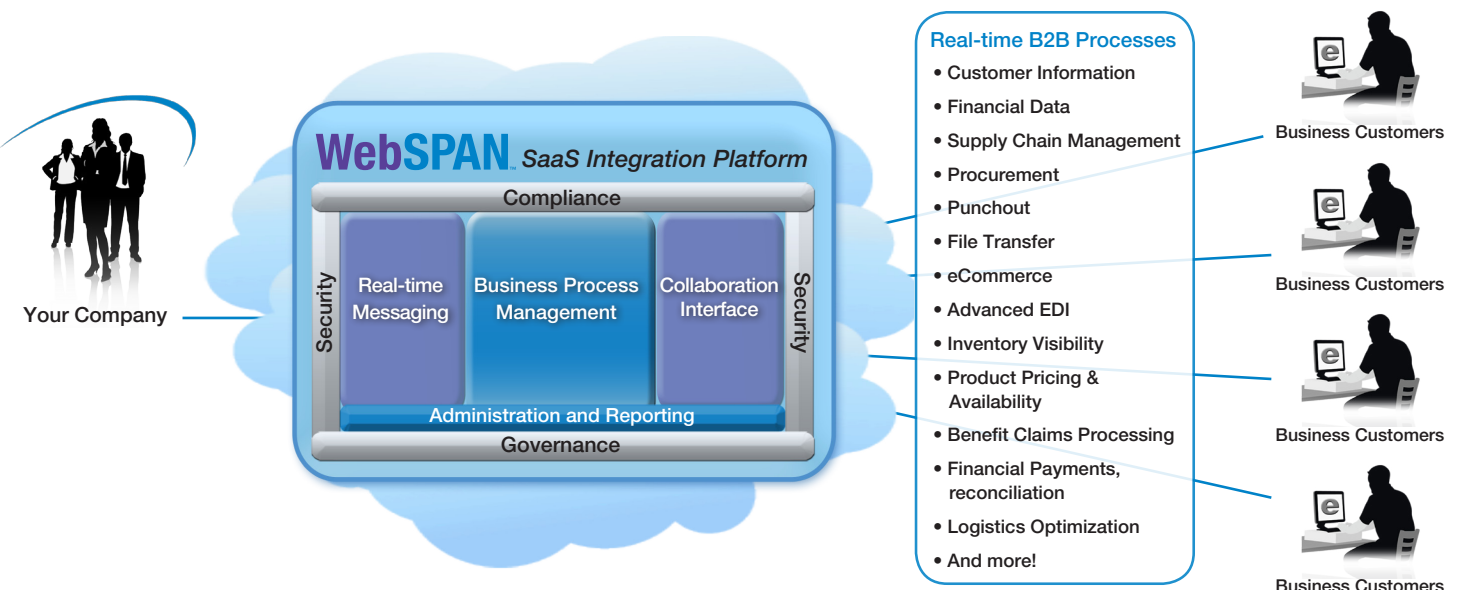 Your Company
WebSPAN™ SaaS Integration Platform
Compliance
Security
Real-time
Messaging
Business Process
Management
Collaboration
Interface
Security
Administration and Reporting
Governance
Real-time B2B Processes
• Customer Information
• Financial Data
• Supply Chain Management
• Procurement
• Punchout
• File Transfer
• eCommerce
• Advanced EDI
• Inventory Visibility
• Product Pricing &
Availability
• Benefit Claims Processing
• Financial Payments,
reconciliation
• Logistics Optimization
• And more!
e
Business Customers
e
Business Customers
e
Business Customers
e
Business Customers